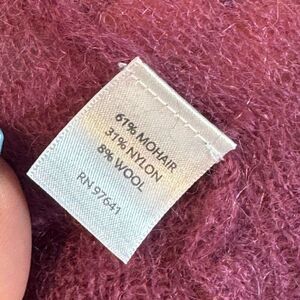 61% MOHAIR
31% NYLON
8% WOOL
RN 97641